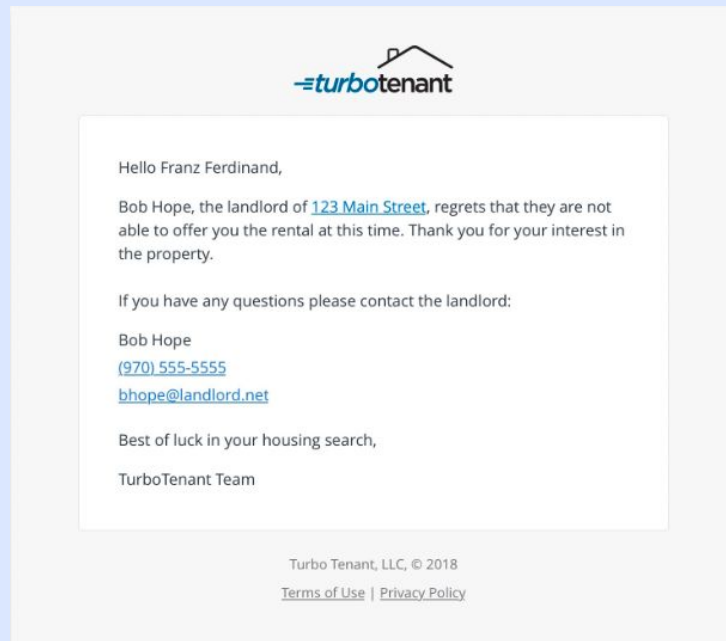 turbotenant
Hello Franz Ferdinand,
Bob Hope, the landlord of 123 Main Street, regrets that they are not
able to offer you the rental at this time. Thank you for your interest in
the property.
If you have any questions please contact the landlord:
Bob Hope
(970) 555-5555
bhope@landlord.net
Best of luck in your housing search,
TurboTenant Team
Turbo Tenant, LLC, © 2018
Terms of Use | Privacy Policy